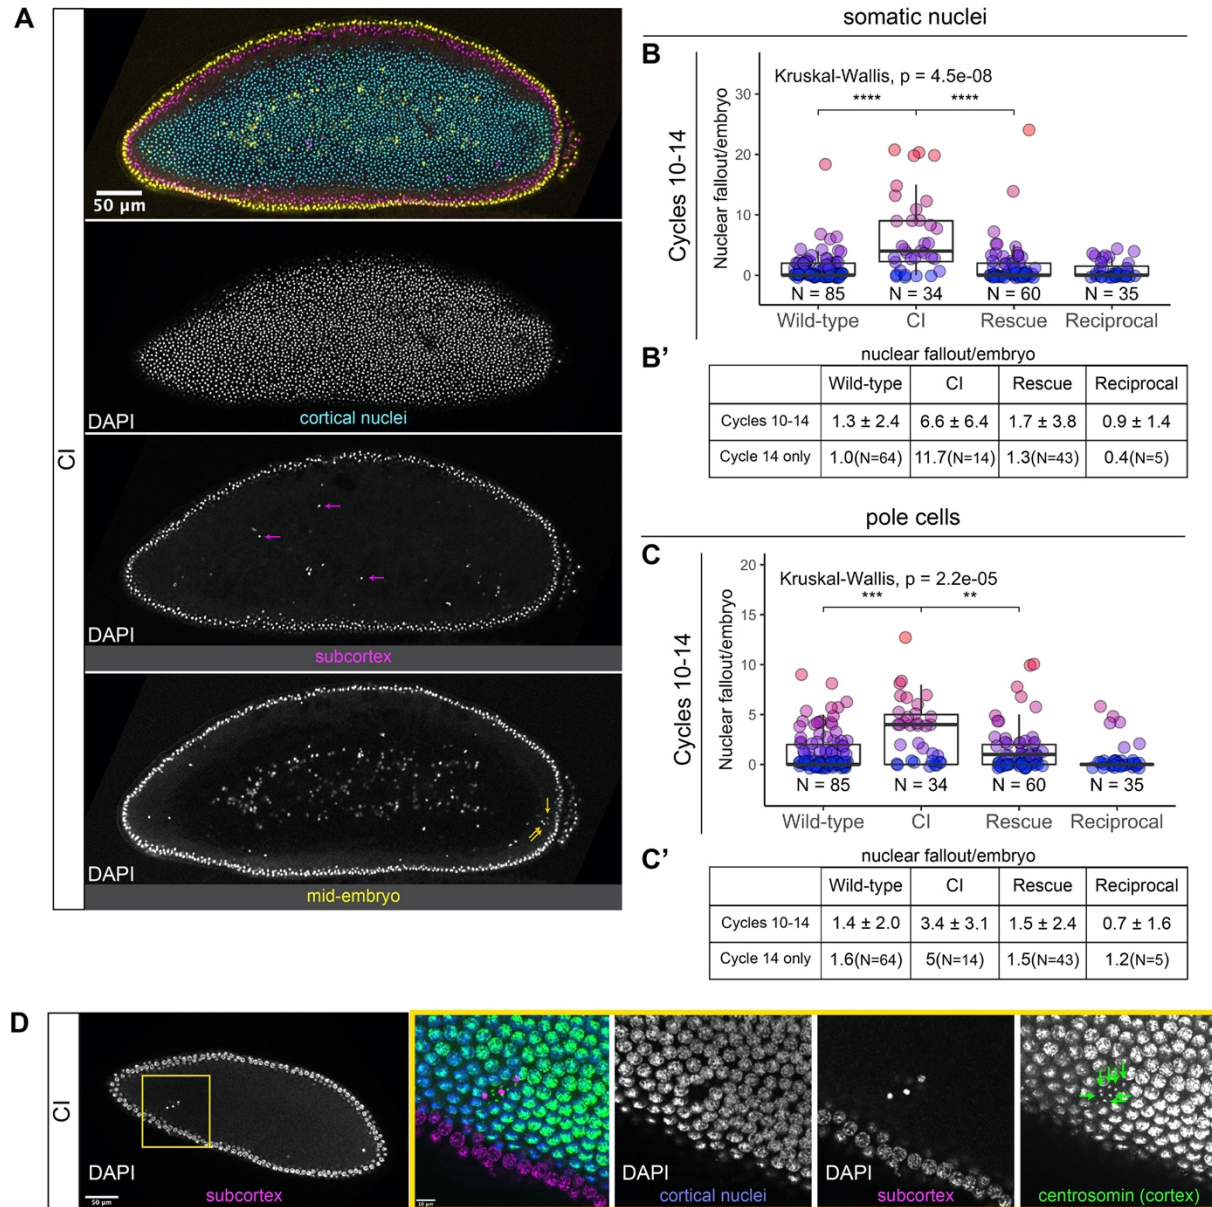 A
CI
50 μm
DAPI
cortical nuclei
DAPI
subcortex
DAPI
mid-embryo
somatic nuclei
B
Cycles 10-14
Nuclear fallout/embryo
Kruskal-Wallis, p = 4.5e-08
**** ****
30
20
10
0
N = 85 N = 34 N = 60 N = 35
Wild-type CI Rescue Reciprocal
B'
nuclear fallout/embryo
Wild-type CI Rescue Reciprocal
Cycles 10-14 1.3 ± 2.4 6.6 ± 6.4 1.7 ± 3.8 0.9 ± 1.4
Cycle 14 only 1.0(N=64) 11.7(N=14) 1.3(N=43) 0.4(N=5)
pole cells
C
Cycles 10-14
Nuclear fallout/embryo
Kruskal-Wallis, p = 2.2e-05
*** **
20
15
10
5
0
N = 85 N = 34 N = 60 N = 35
Wild-type CI Rescue Reciprocal
C'
nuclear fallout/embryo
Wild-type CI Rescue Reciprocal
Cycles 10-14 1.4 ± 2.0 3.4 ± 3.1 1.5 ± 2.4 0.7 ± 1.6
Cycle 14 only 1.6(N=64) 5(N=14) 1.5(N=43) 1.2(N=5)
D
CI
DAPI
50 μm
subcortex
10 μm
DAPI
cortical nuclei
DAPI
subcortex
centrosomin (cortex)